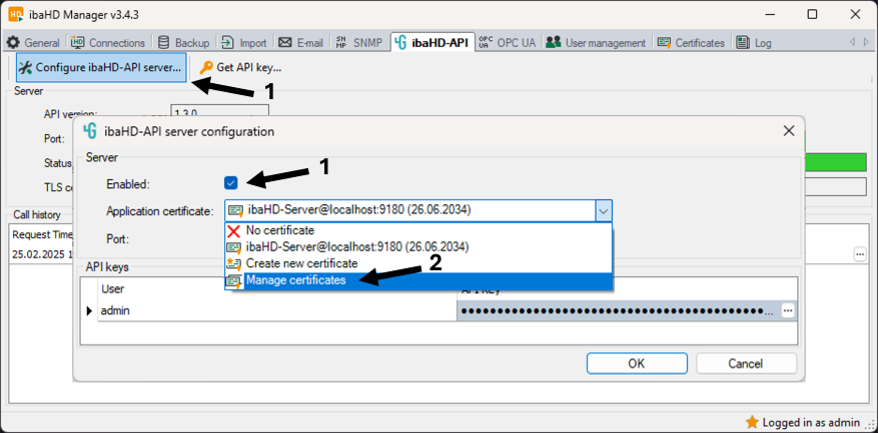 ibaHD Manager v3.4.3
General Connections Backup Import E-mail SNMP ibaHD-API OPC UA User management Certificates Log
Configure ibaHD-API server... Get API key...
1
Server
API version: 1.3.0
ibaHD-API server configuration
Port:
Server
Status
1
Enabled:
TLS ce
Application certificate: ibaHD-Server@localhost:9180 (26.06.2034)
Call history
No certificate
Request Time
Port:
ibaHD-Server@localhost:9180 (26.06.2034)
25.02.2025 1
Create new certificate
2
API keys
Manage certificates
User
admin ●●●●●●●●●●●●●●●●●●●●●●●●●●●●●●●●●●●●●●●●...
OK Cancel
Logged in as admin